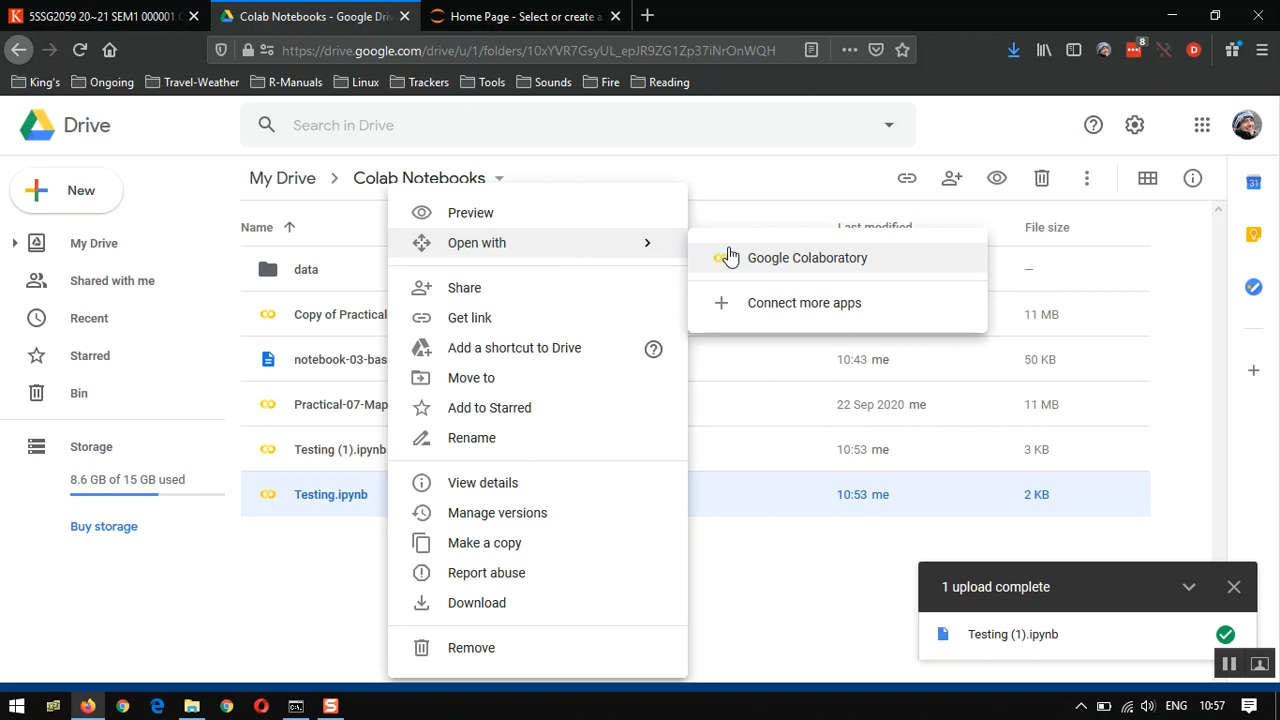 5SSG2059 20~21 SEM1 000001 C
Colab Notebooks - Google Driv
Home Page - Select or create a
https://drive.google.com/drive/u/1/folders/10xYVR7GsyUL_epJR9ZG1Zp37iNrOnWQH
8
King's
Ongoing
Travel-Weather
R-Manuals
Linux
Trackers
Tools
Sounds
Fire
Reading
Drive
Search in Drive
New
My Drive
Colab Notebooks
31
My Drive
Shared with me
Recent
Starred
Bin
Storage
8.6 GB of 15 GB used
Buy storage
Name
Last modified
File size
data
–
Copy of Practical
11 MB
notebook-03-bas
10:43 me
50 KB
Practical-07-Map
22 Sep 2020 me
11 MB
Testing (1).ipynb
10:53 me
3 KB
Testing.ipynb
10:53 me
2 KB
Preview
Open with
Share
Get link
Add a shortcut to Drive
Move to
Add to Starred
Rename
View details
Manage versions
Make a copy
Report abuse
Download
Remove
Google Colaboratory
Connect more apps
1 upload complete
Testing (1).ipynb
ENG
10:57